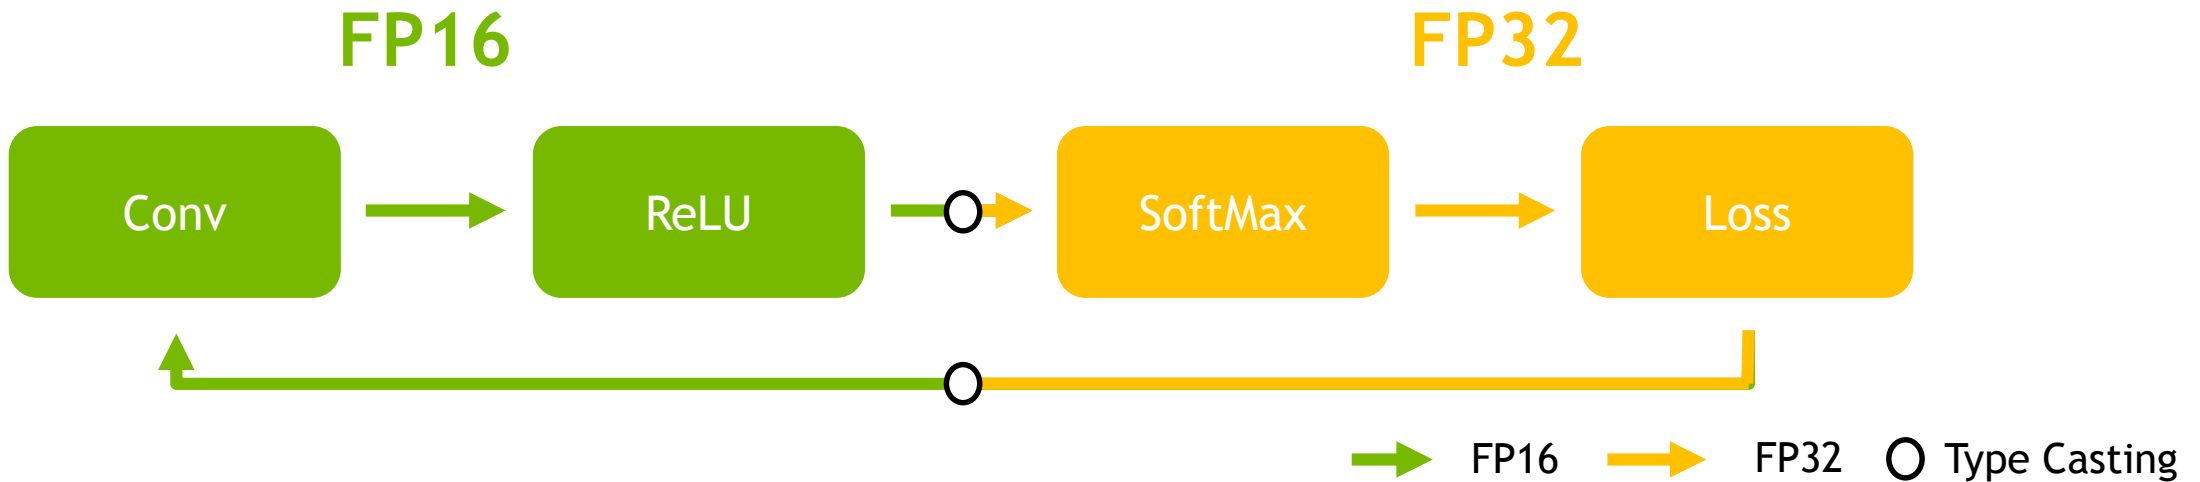 FP16
FP32
Conv
ReLU
SoftMax
Loss
FP16
FP32
Type Casting